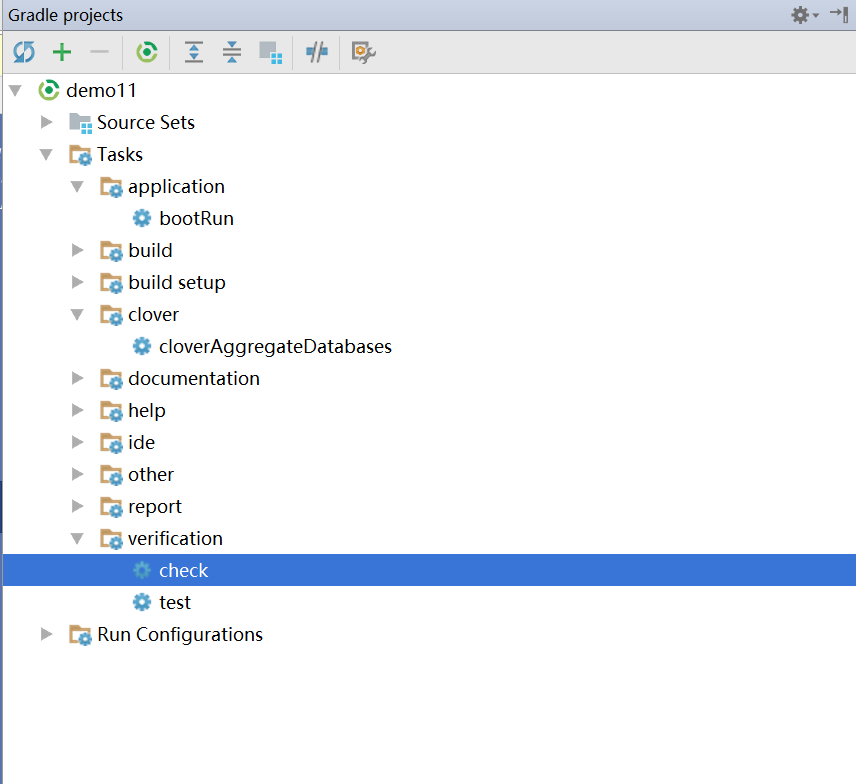 Gradle projects
demo11
Source Sets
Tasks
application
bootRun
build
build setup
clover
cloverAggregateDatabases
documentation
help
ide
other
report
verification
check
test
Run Configurations